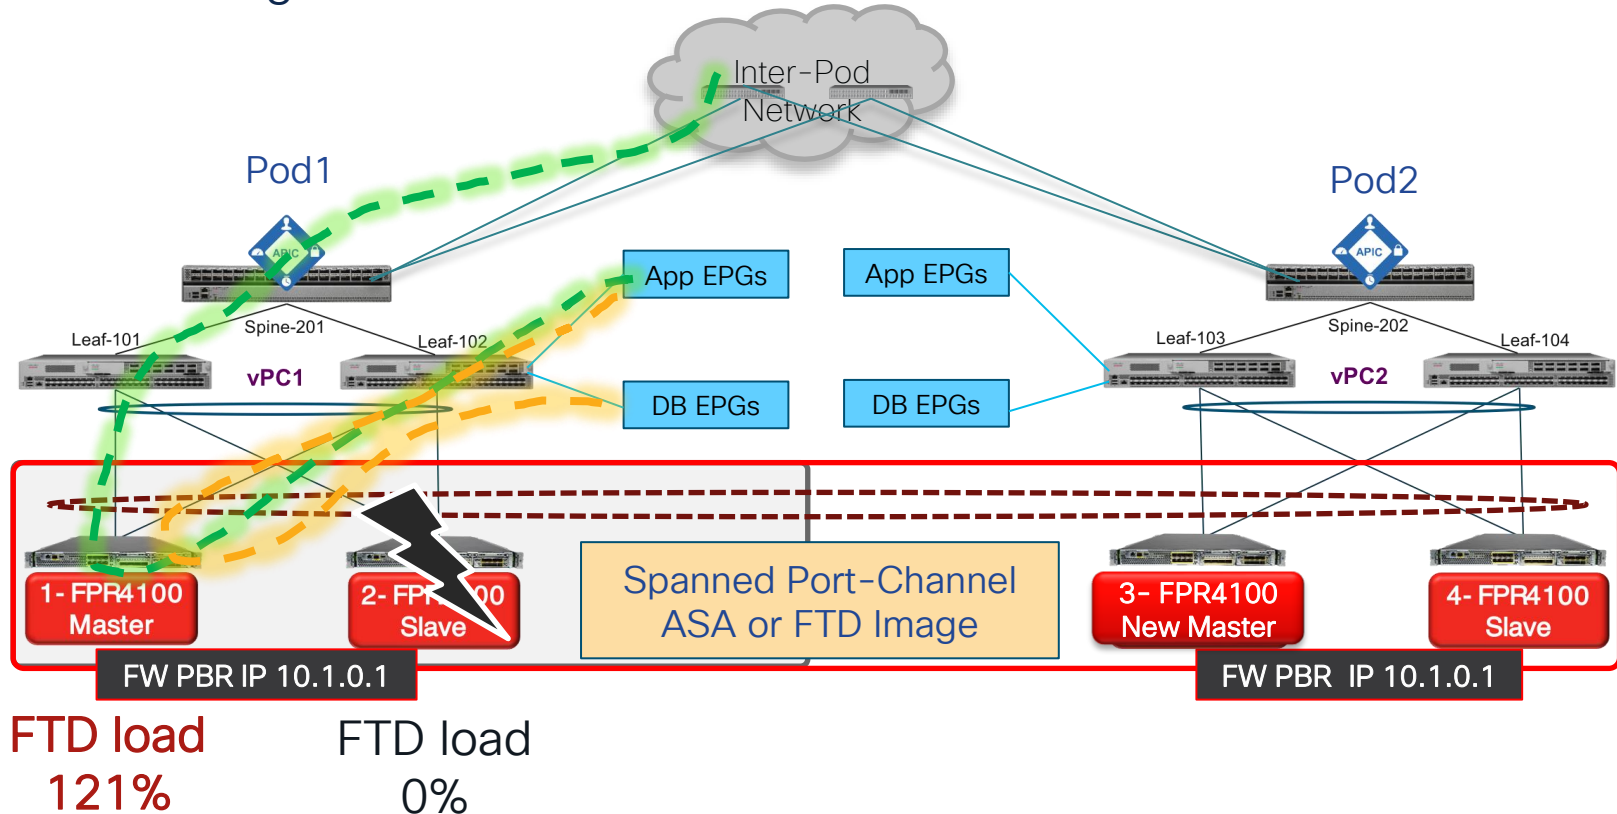 Inter-Pod
Network
Pod1
Pod2
APIC
APIC
App EPGs
App EPGs
Spine-201
Spine-202
Leaf-101
Leaf-102
Leaf-103
Leaf-104
vPC1
vPC2
DB EPGs
DB EPGs
1- FPR4100
Master
2- FPR4100
Slave
Spanned Port-Channel
ASA or FTD Image
3- FPR4100
New Master
4- FPR4100
Slave
FW PBR IP 10.1.0.1
FW PBR IP 10.1.0.1
FTD load
121%
FTD load
0%